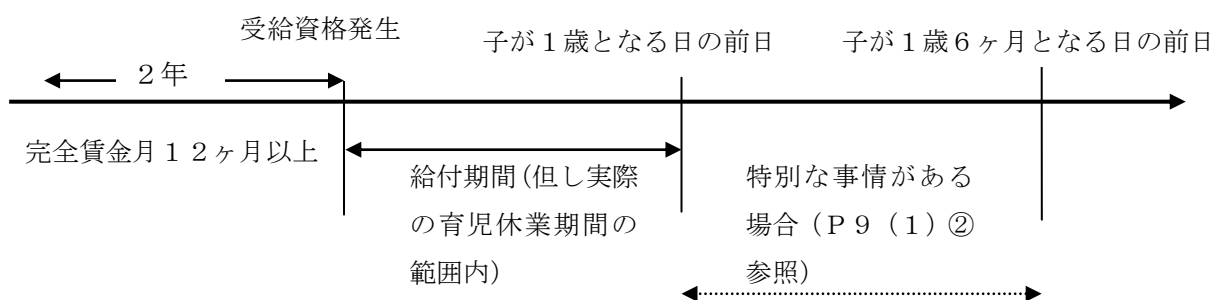 受給資格発生
子が１歳となる日の前日
子が１歳６ヶ月となる日の前日
２年
完全賃金月１２ヶ月以上
給付期間(但し実際
の育児休業期間の
範囲内)
特別な事情がある
場合（Ｐ９（１）②
参照）